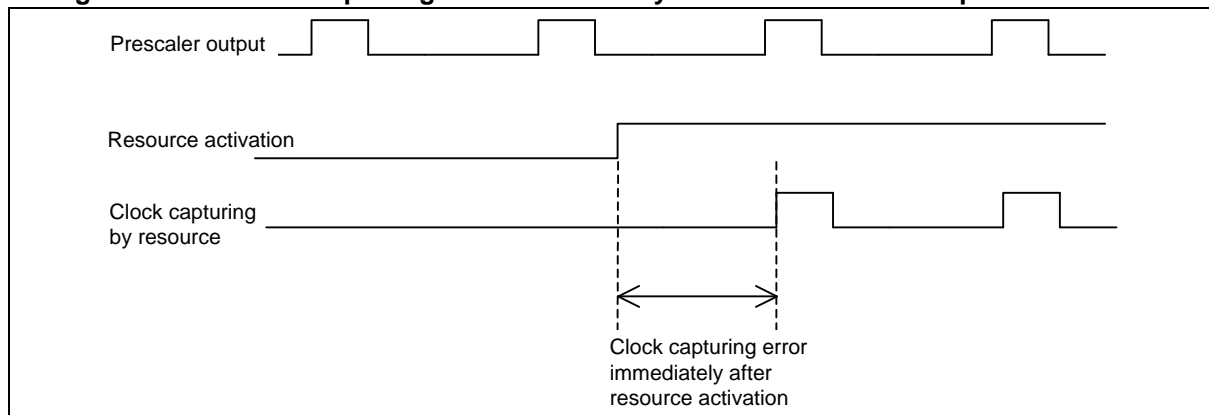 Prescaler output
Resource activation
Clock capturing
by resource
Clock capturing error
immediately after
resource activation